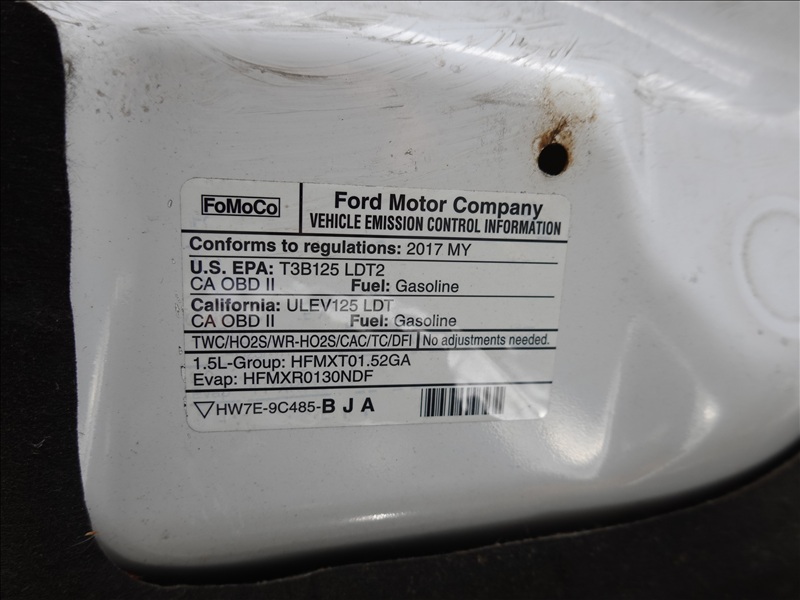 FoMoCo
Ford Motor Company
VEHICLE EMISSION CONTROL INFORMATION
Conforms to regulations: 2017 MY
U.S. EPA: T3B125 LDT2
CA OBD II Fuel: Gasoline
California: ULEV125 LDT
CA OBD II Fuel: Gasoline
TWC/HO2S/WR-HO2S/CAC/TC/DFI No adjustments needed.
1.5L-Group: HFMXT01.52GA
Evap: HFMXR0130NDF
HW7E-9C485-B J A